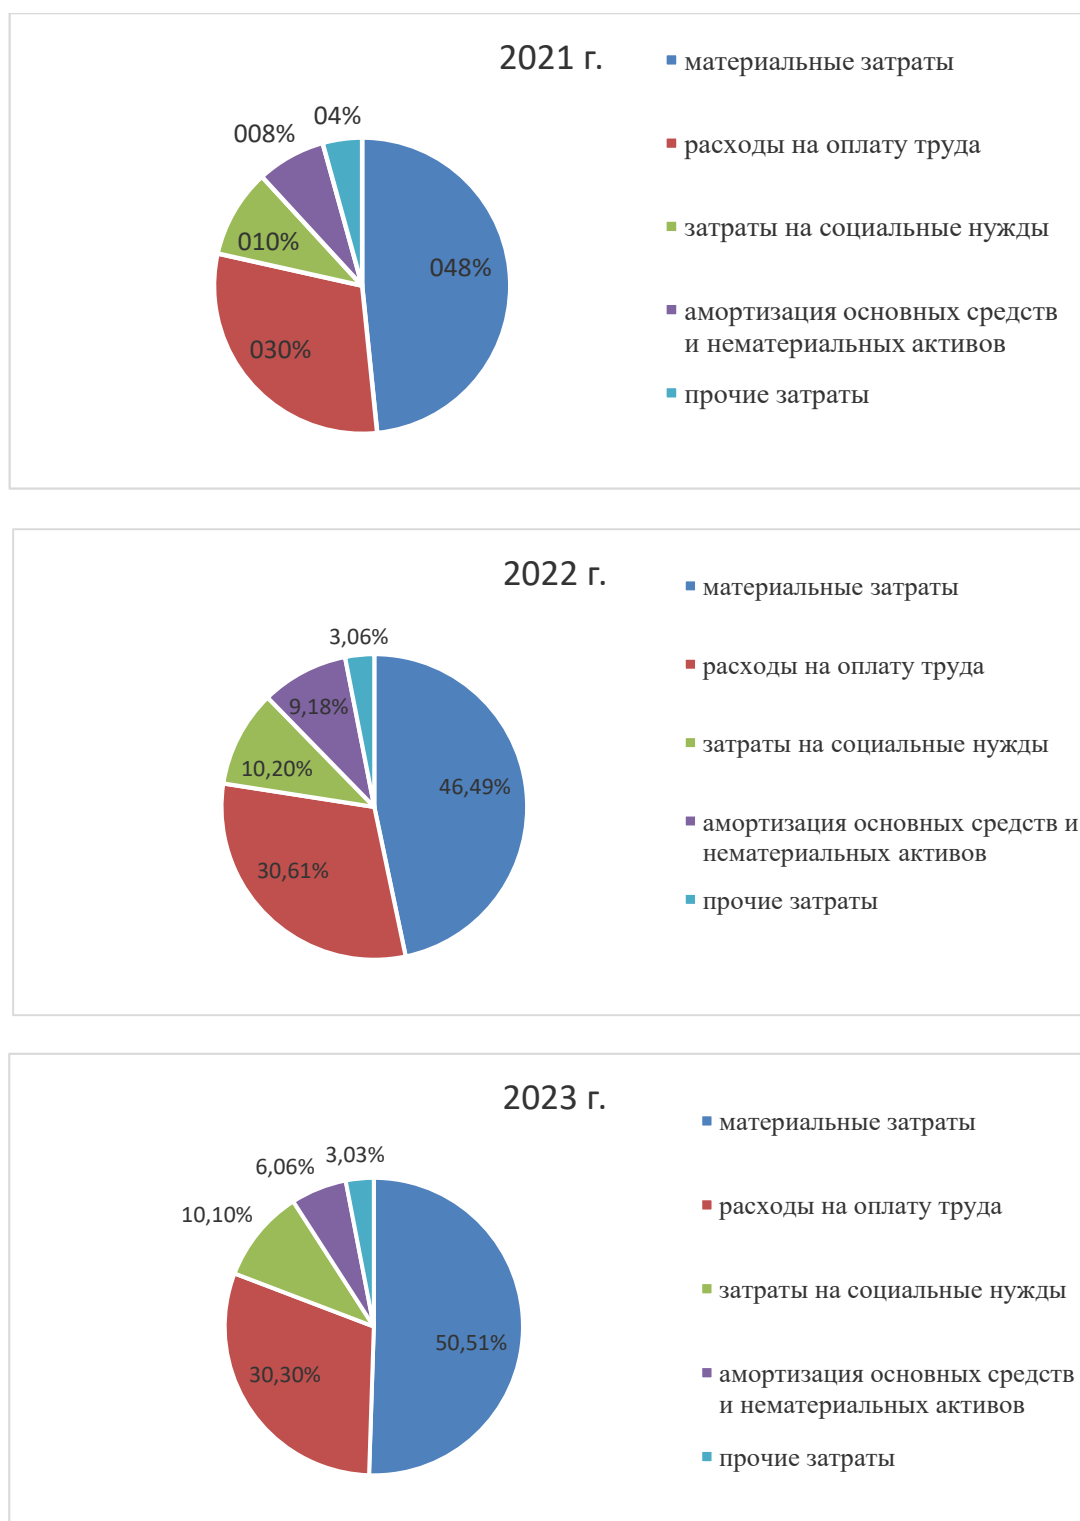 2021 г.
материальные затраты
расходы на оплату труда
затраты на социальные нужды
амортизация основных средств
и нематериальных активов
прочие затраты
04%
008%
010%
048%
030%
2022 г.
материальные затраты
расходы на оплату труда
затраты на социальные нужды
амортизация основных средств и
нематериальных активов
прочие затраты
3,06%
9,18%
10,20%
46,49%
30,61%
2023 г.
материальные затраты
расходы на оплату труда
затраты на социальные нужды
амортизация основных средств
и нематериальных активов
прочие затраты
3,03%
6,06%
10,10%
50,51%
30,30%